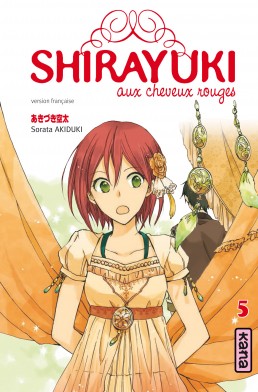 SHIRAYUKI
aux cheveux rouges
version française
あきづき空太
Sorata AKIDUKI
5
KANA